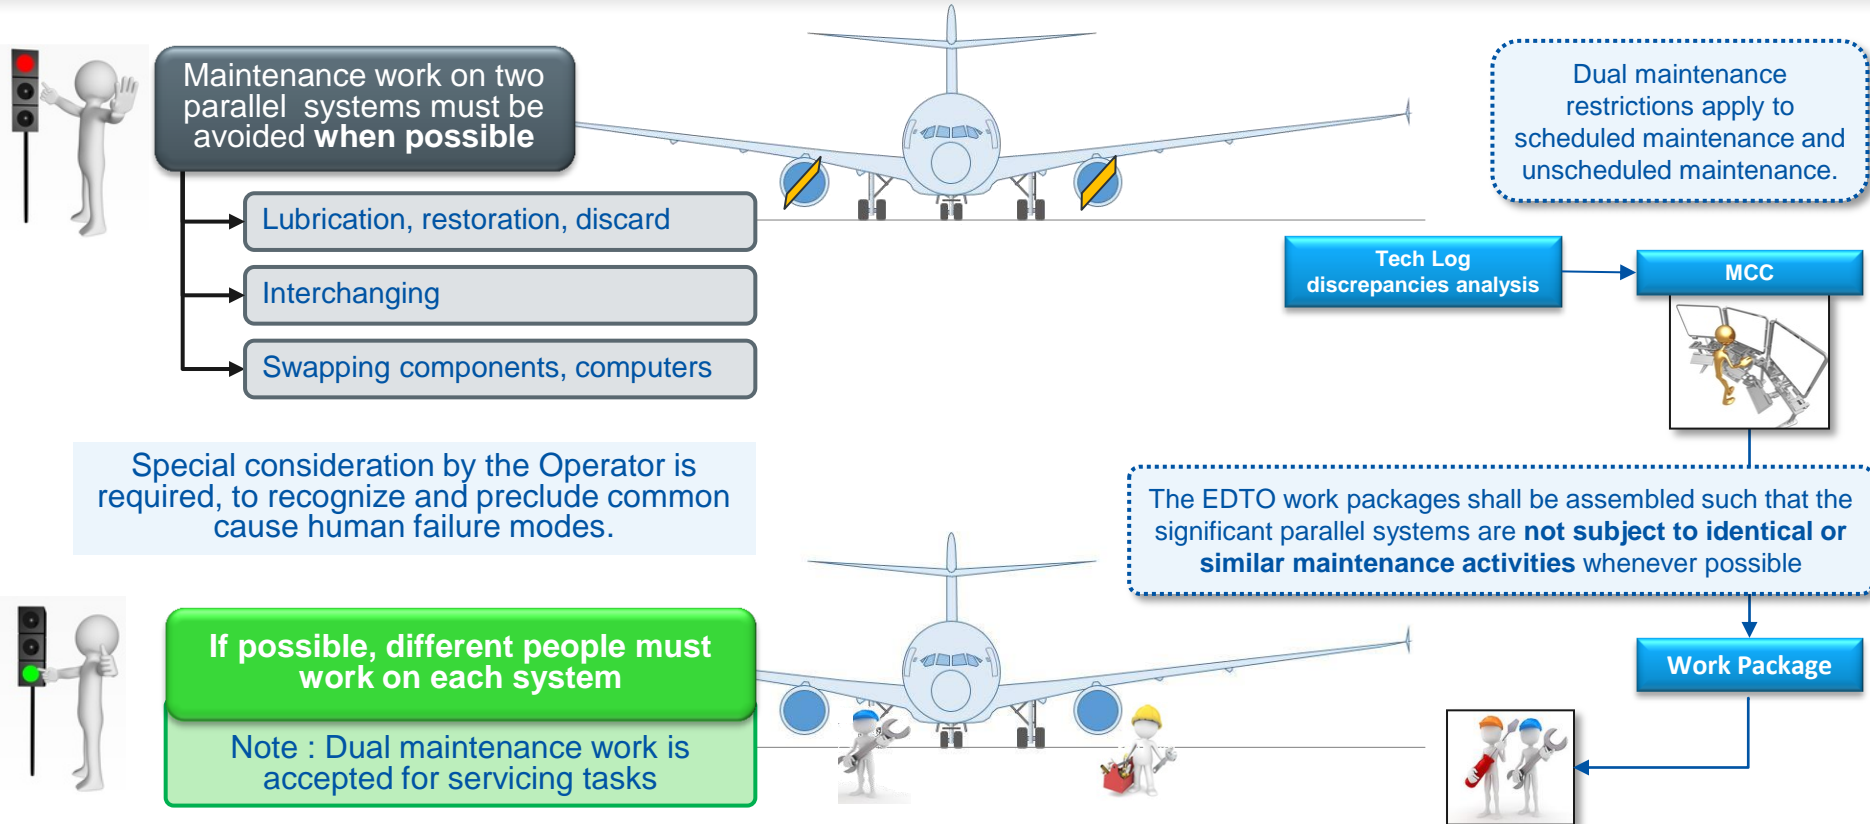 Maintenance work on two
parallel systems must be
avoided when possible
Lubrication, restoration, discard
Interchanging
Swapping components, computers
Special consideration by the Operator is
required, to recognize and preclude common
cause human failure modes.
If possible, different people must
work on each system
Note : Dual maintenance work is
accepted for servicing tasks
Dual maintenance
restrictions apply to
scheduled maintenance and
unscheduled maintenance.
Tech Log
discrepancies analysis
MCC
The EDTO work packages shall be assembled such that the
significant parallel systems are not subject to identical or
similar maintenance activities whenever possible
Work Package